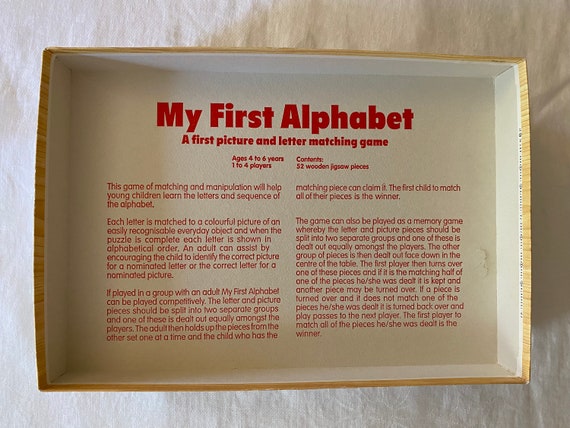 My First Alphabet
A first picture and letter matching game
Ages 4 to 6 years
1 to 4 players
Contents:
52 wooden jigsaw pieces
This game of matching and manipulation will help
young children learn the letters and sequence of
the alphabet.
Each letter is matched to a colourful picture of an
easily recognisable everyday object and when the
puzzle is complete each letter is shown in
alphabetical order. An adult can assist by
encouraging the child to identify the correct picture
for a nominated letter or the correct letter for a
nominated picture.
If played in a group with an adult My First Alphabet
can be played competitively. The letter and picture
pieces should be split into two separate groups
and one of these is dealt out equally amongst the
players. The adult then holds up the pieces from the
other set one at a time and the child who has the
matching piece can claim it. The first child to match
all of their pieces is the winner.
The game can also be played as a memory game
whereby the letter and picture pieces should be
split into two separate groups and one of these is
dealt out equally amongst the players. The other
group of pieces is then dealt out face down in the
centre of the table. The first player then turns over
one of these pieces and if it is the matching half of
one of the pieces he/she was dealt it is kept and
another piece may be turned over. If a piece is
turned over and it does not match one of the
pieces he/she was dealt it is turned back over and
play passes to the next player. The first player to
match all of the pieces he/she was dealt is the
winner.